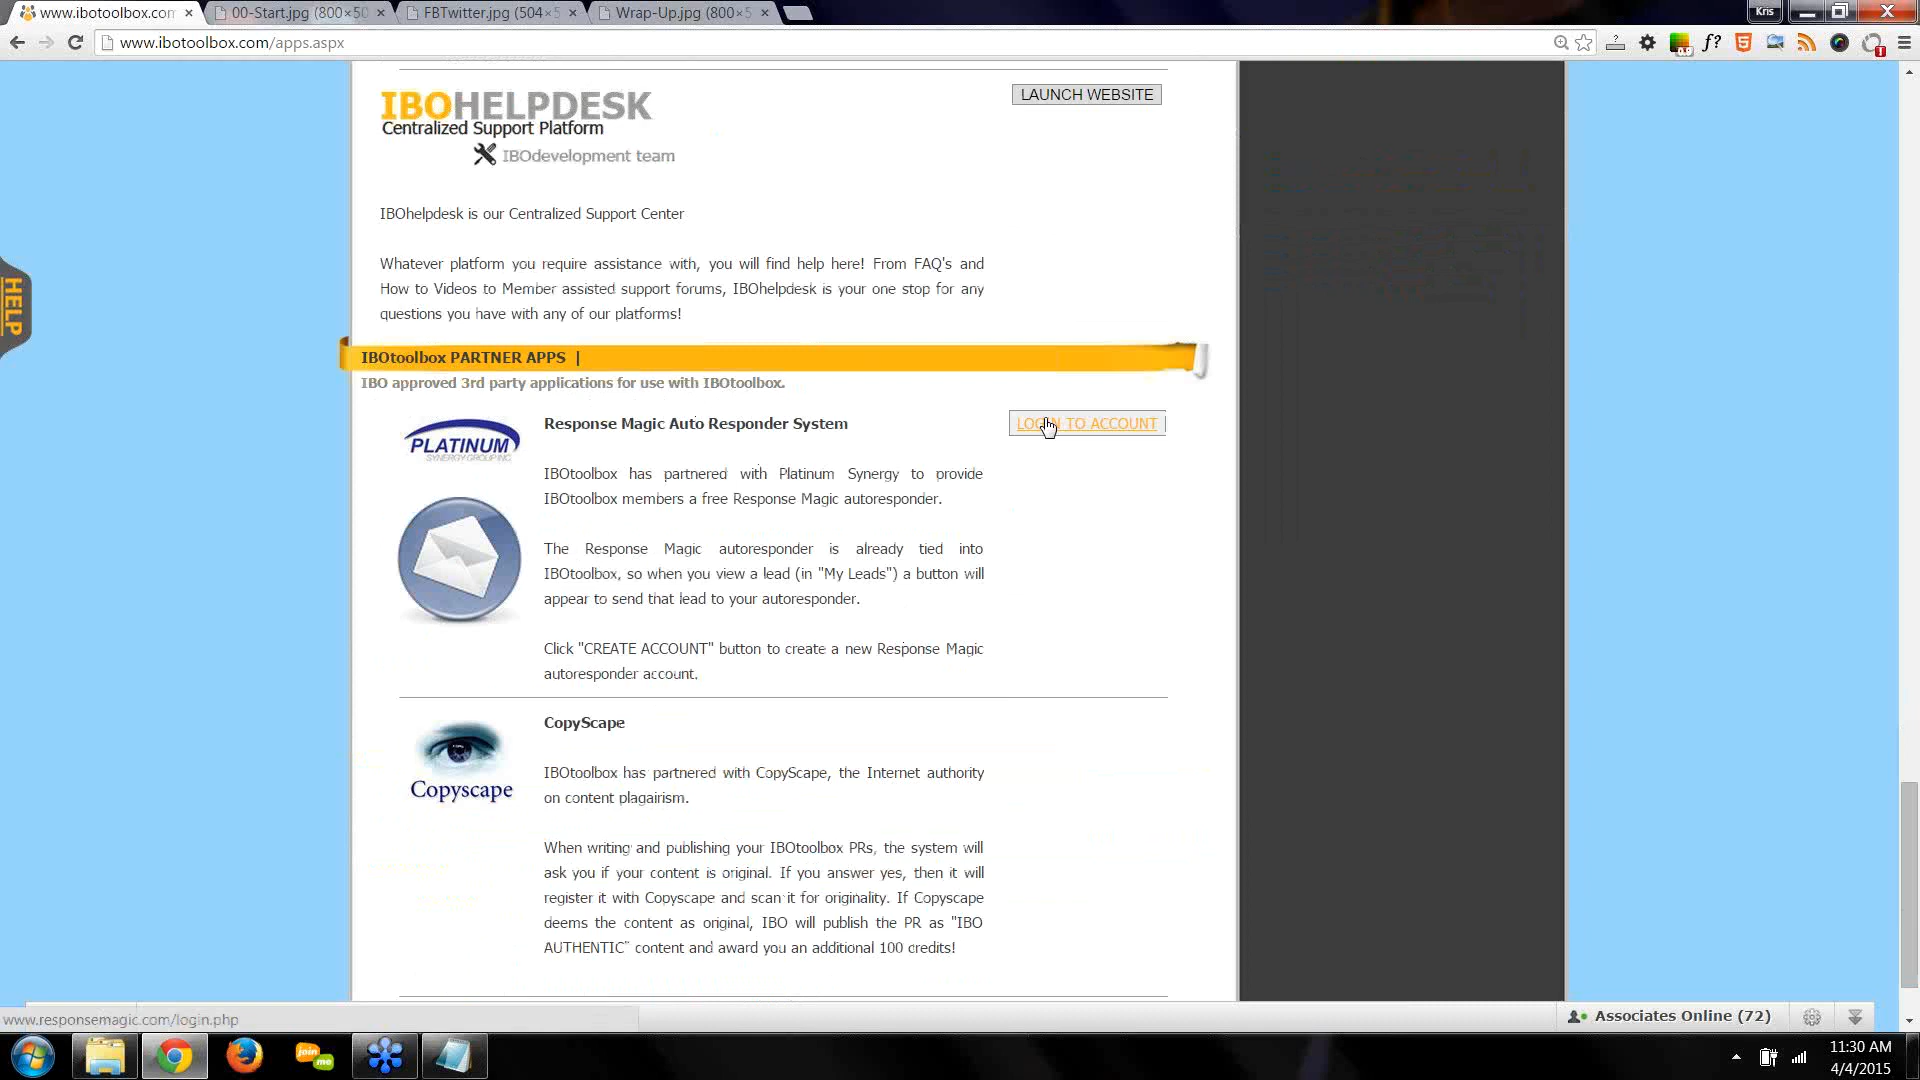 www.ibotoolbox.com
00-Start.jpg (800×50
FBTwitter.jpg (504×5
Wrap-Up.jpg (800×5
Kris
www.ibotoolbox.com/apps.aspx
IBOHELPDESK
Centralized Support Platform
IBOdevelopment team
LAUNCH WEBSITE
IBOhelpdesk is our Centralized Support Center
Whatever platform you require assistance with, you will find help here! From FAQ's and
How to Videos to Member assisted support forums, IBOhelpdesk is your one stop for any
questions you have with any of our platforms!
HELP
IBOtoolbox PARTNER APPS |
IBO approved 3rd party applications for use with IBOtoolbox.
PLATINUM
SYNERGY GROUP INC
Response Magic Auto Responder System
LOGIN TO ACCOUNT
IBOtoolbox has partnered with Platinum Synergy to provide
IBOtoolbox members a free Response Magic autoresponder.
The Response Magic autoresponder is already tied into
IBOtoolbox, so when you view a lead (in "My Leads") a button will
appear to send that lead to your autoresponder.
Click "CREATE ACCOUNT" button to create a new Response Magic
autoresponder account.
Copyscape
CopyScape
IBOtoolbox has partnered with CopyScape, the Internet authority
on content plagairism.
When writing and publishing your IBOtoolbox PRs, the system will
ask you if your content is original. If you answer yes, then it will
register it with Copyscape and scan it for originality. If Copyscape
deems the content as original, IBO will publish the PR as "IBO
AUTHENTIC" content and award you an additional 100 credits!
www.responsemagic.com/login.php
Associates Online (72)
join me
11:30 AM
4/4/2015